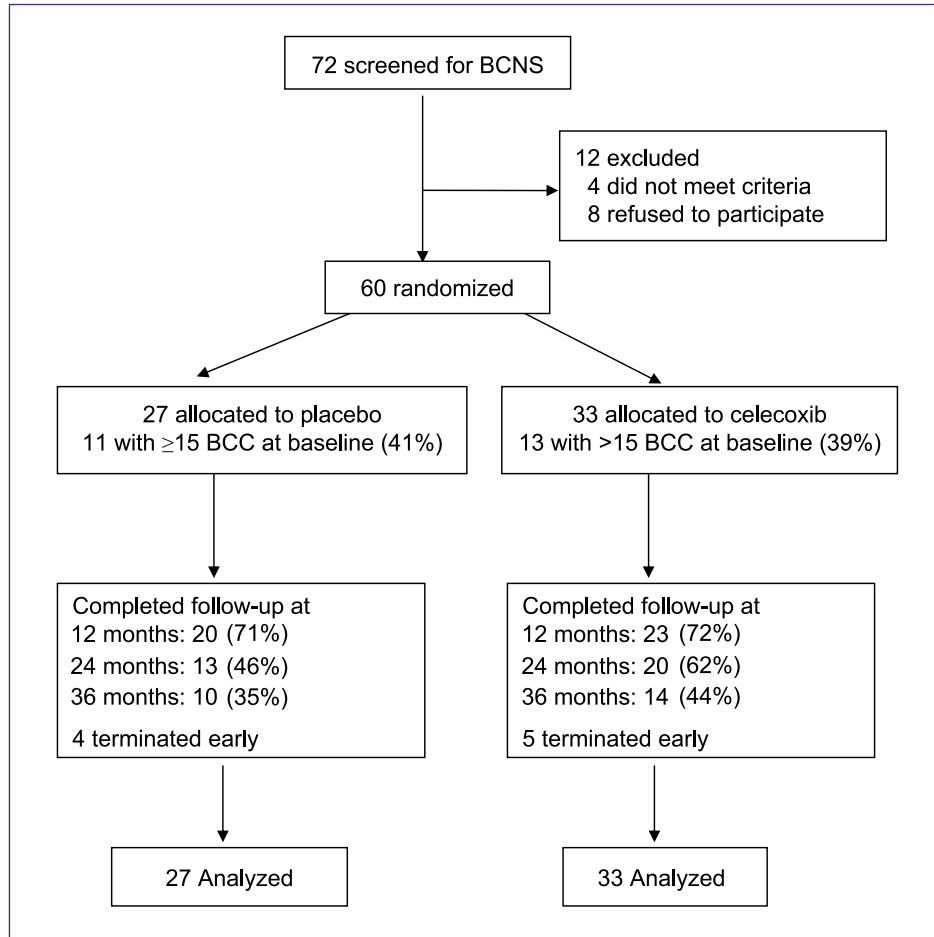 72 screened for BCNS
12 excluded
4 did not meet criteria
8 refused to participate
60 randomized
27 allocated to placebo
11 with ≥15 BCC at baseline (41%)
33 allocated to celecoxib
13 with >15 BCC at baseline (39%)
Completed follow-up at
12 months: 20 (71%)
24 months: 13 (46%)
36 months: 10 (35%)
4 terminated early
Completed follow-up at
12 months: 23 (72%)
24 months: 20 (62%)
36 months: 14 (44%)
5 terminated early
27 Analyzed
33 Analyzed